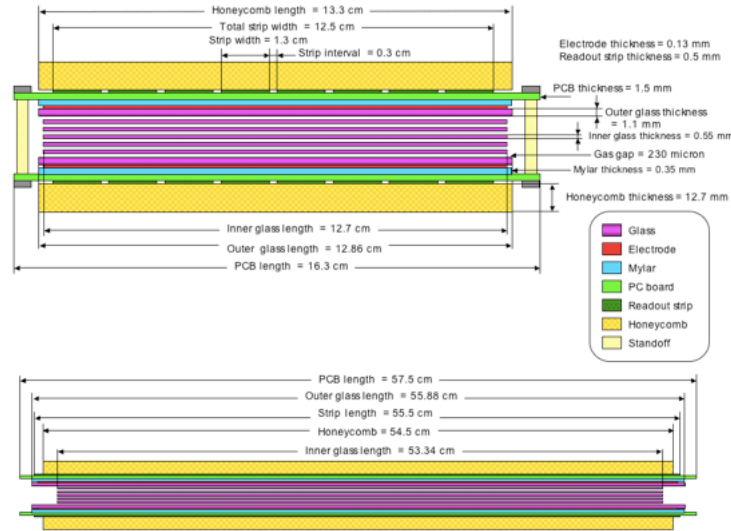 Honeycomb length = 13.3 cm
Total strip width = 12.5 cm
Strip width = 1.3 cm
Strip interval = 0.3 cm
Electrode thickness = 0.13 mm
Readout strip thickness = 0.5 mm
PCB thickness = 1.5 mm
Outer glass thickness
= 1.1 mm
Inner glass thickness = 0.55 mm
Gas gap = 230 micron
Mylar thickness = 0.35 mm
Honeycomb thickness = 12.7 mm
Inner glass length = 12.7 cm
Outer glass length = 12.86 cm
PCB length = 16.3 cm
Glass
Electrode
Mylar
PC board
Readout strip
Honeycomb
Standoff
PCB length = 57.5 cm
Outer glass length = 55.88 cm
Strip length = 55.5 cm
Honeycomb = 54.5 cm
Inner glass length = 53.34 cm